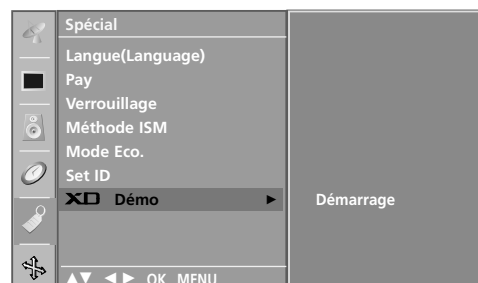 Spécial
Langue(Language)
Pay
Verrouillage
Méthode ISM
Mode Eco.
Set ID
XD Démo ► Démarrage
▲▼ ◄► OK MENU